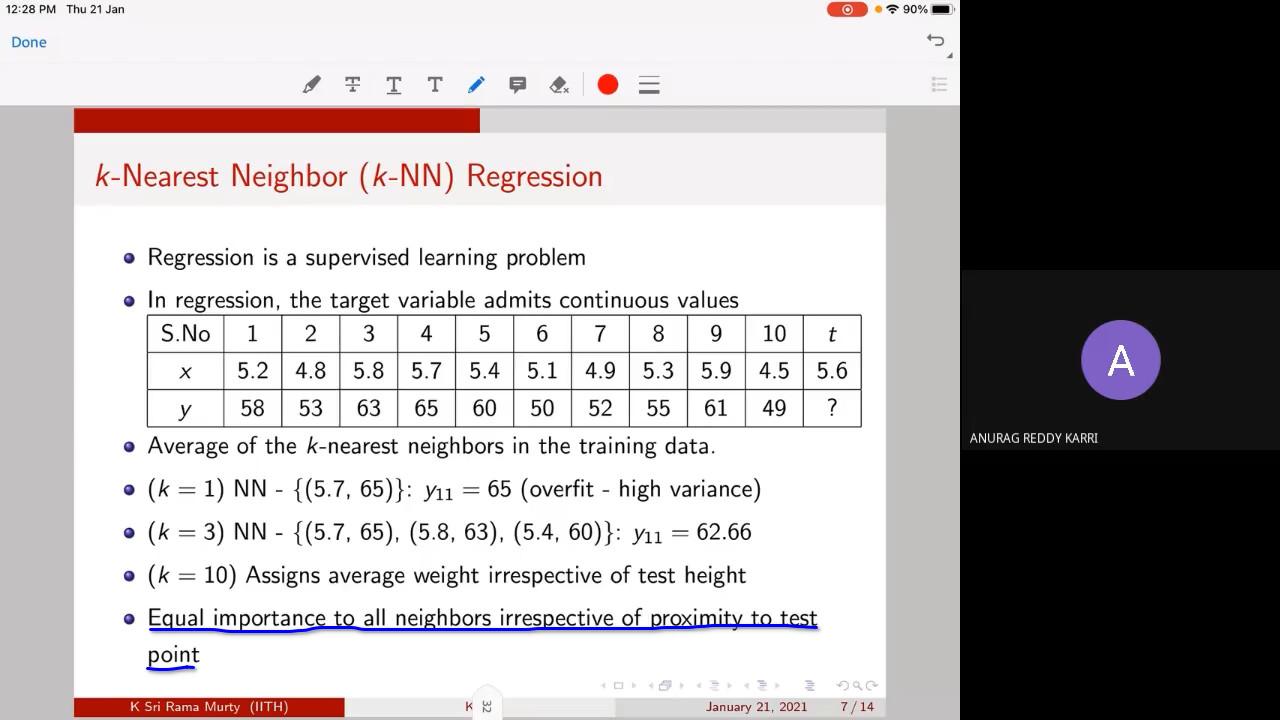 12:28 PM Thu 21 Jan
90%
Done
T T T
k-Nearest Neighbor (k-NN) Regression
Regression is a supervised learning problem
In regression, the target variable admits continuous values
S.No 1 2 3 4 5 6 7 8 9 10 t
x 5.2 4.8 5.8 5.7 5.4 5.1 4.9 5.3 5.9 4.5 5.6
y 58 53 63 65 60 50 52 55 61 49 ?
Average of the k-nearest neighbors in the training data.
(k = 1) NN - {(5.7, 65)}: y₁₁ = 65 (overfit - high variance)
(k = 3) NN - {(5.7, 65), (5.8, 63), (5.4, 60)}: y₁₁ = 62.66
(k = 10) Assigns average weight irrespective of test height
Equal importance to all neighbors irrespective of proximity to test
point
K Sri Rama Murty (IITH)
K
32
January 21, 2021
7 / 14
A
ANURAG REDDY KARRI